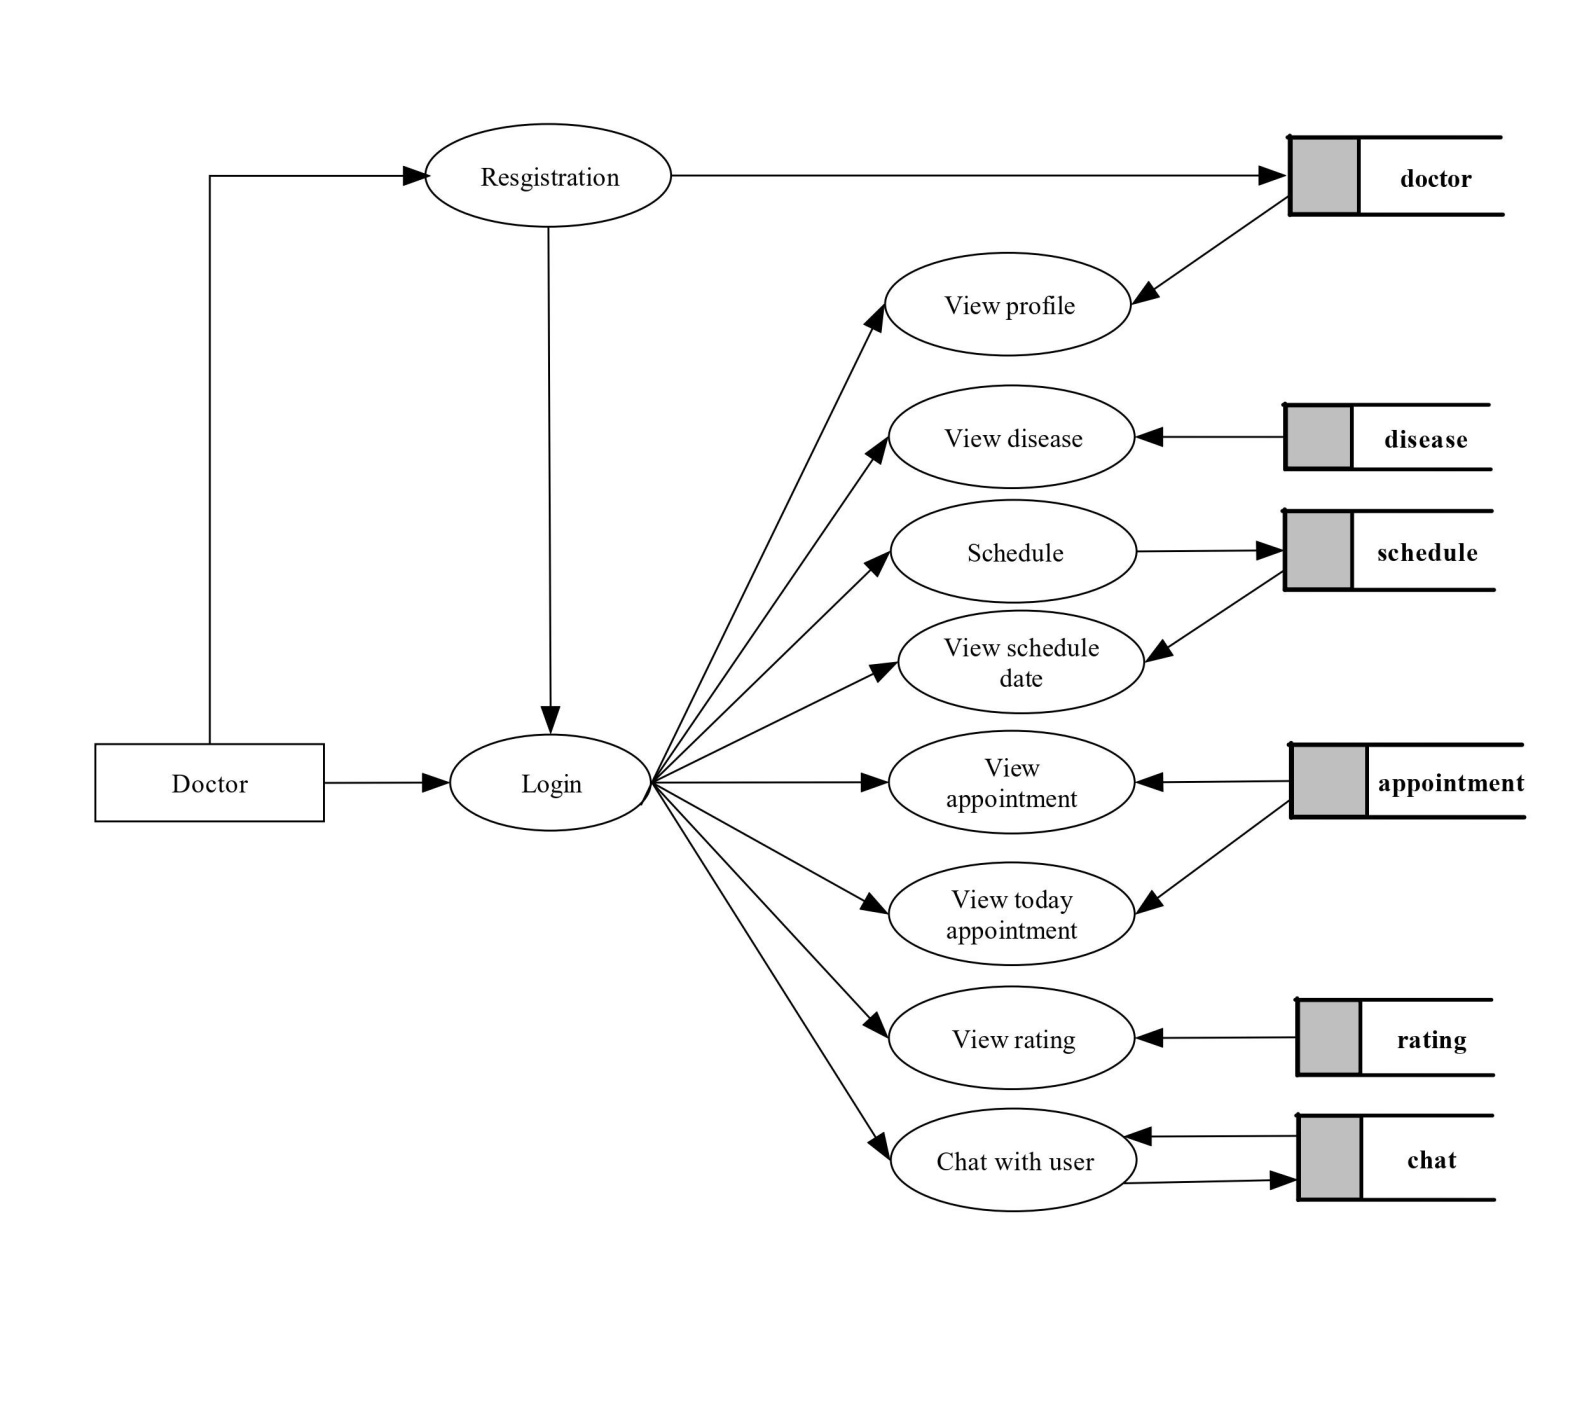 Resgistration
doctor
View profile
View disease
disease
Schedule
schedule
View schedule
date
Doctor
Login
View
appointment
appointment
View today
appointment
View rating
rating
Chat with user
chat